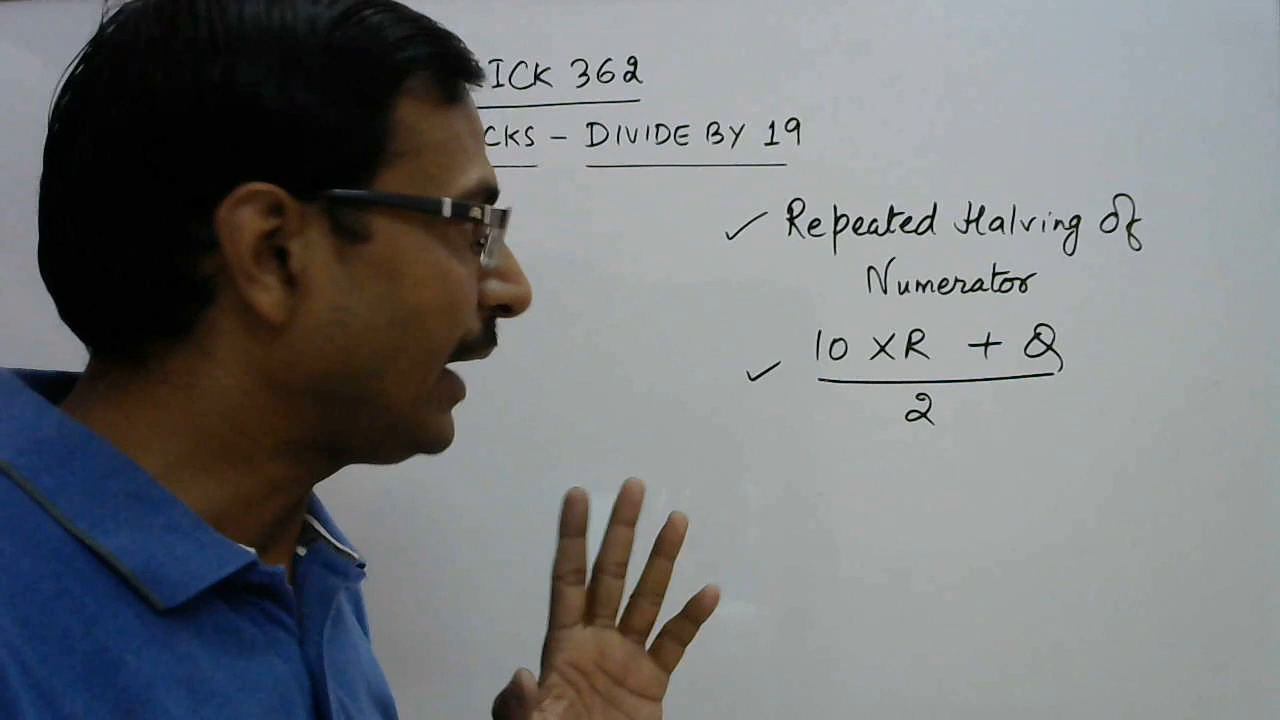 ICK 362
CKS - DIVIDE BY 19
✓ Repeated Halving Of
Numerator
✓ 10 X R + Q
2